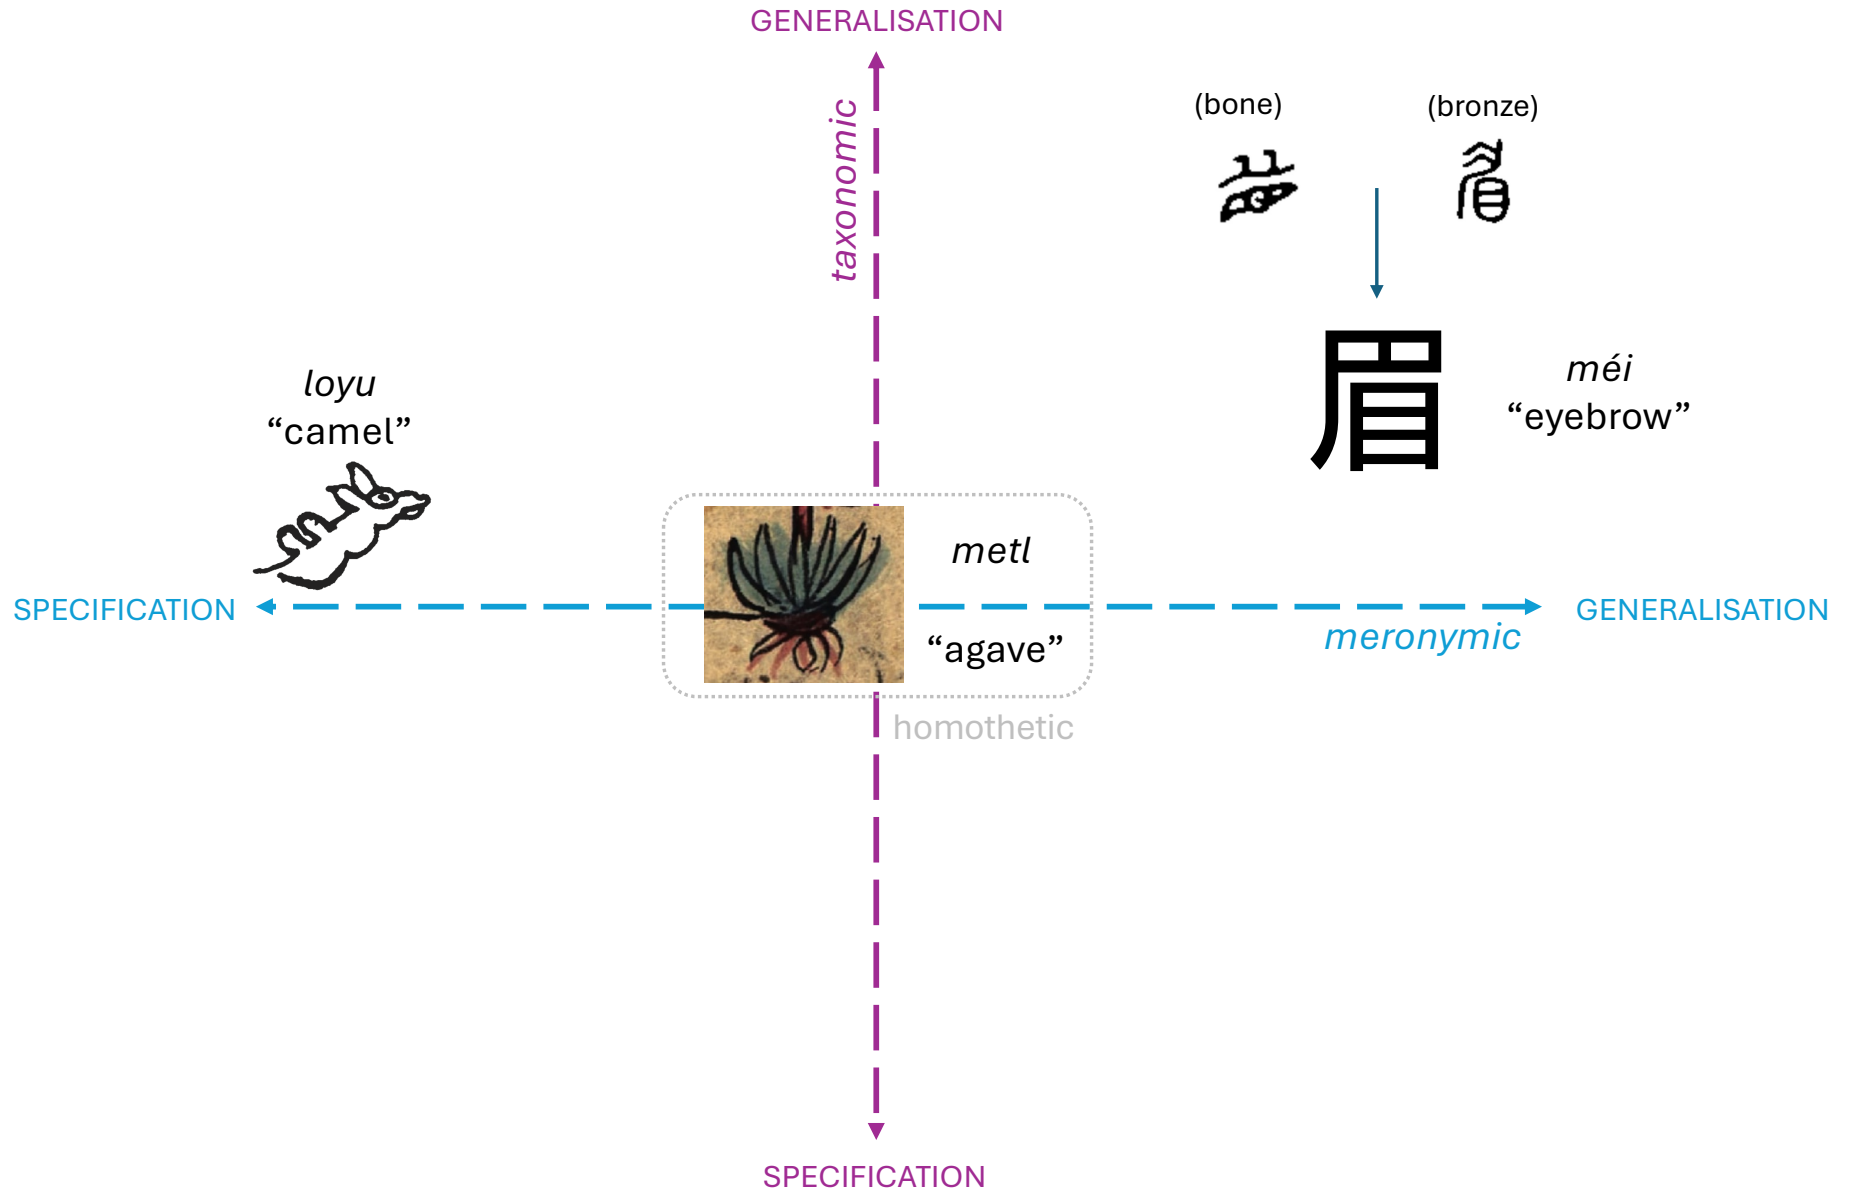 GENERALISATION
taxonomic
(bone)
(bronze)
眉
méi
“eyebrow”
loyu
“camel”
metl
“agave”
SPECIFICATION
GENERALISATION
meronymic
homothetic
SPECIFICATION